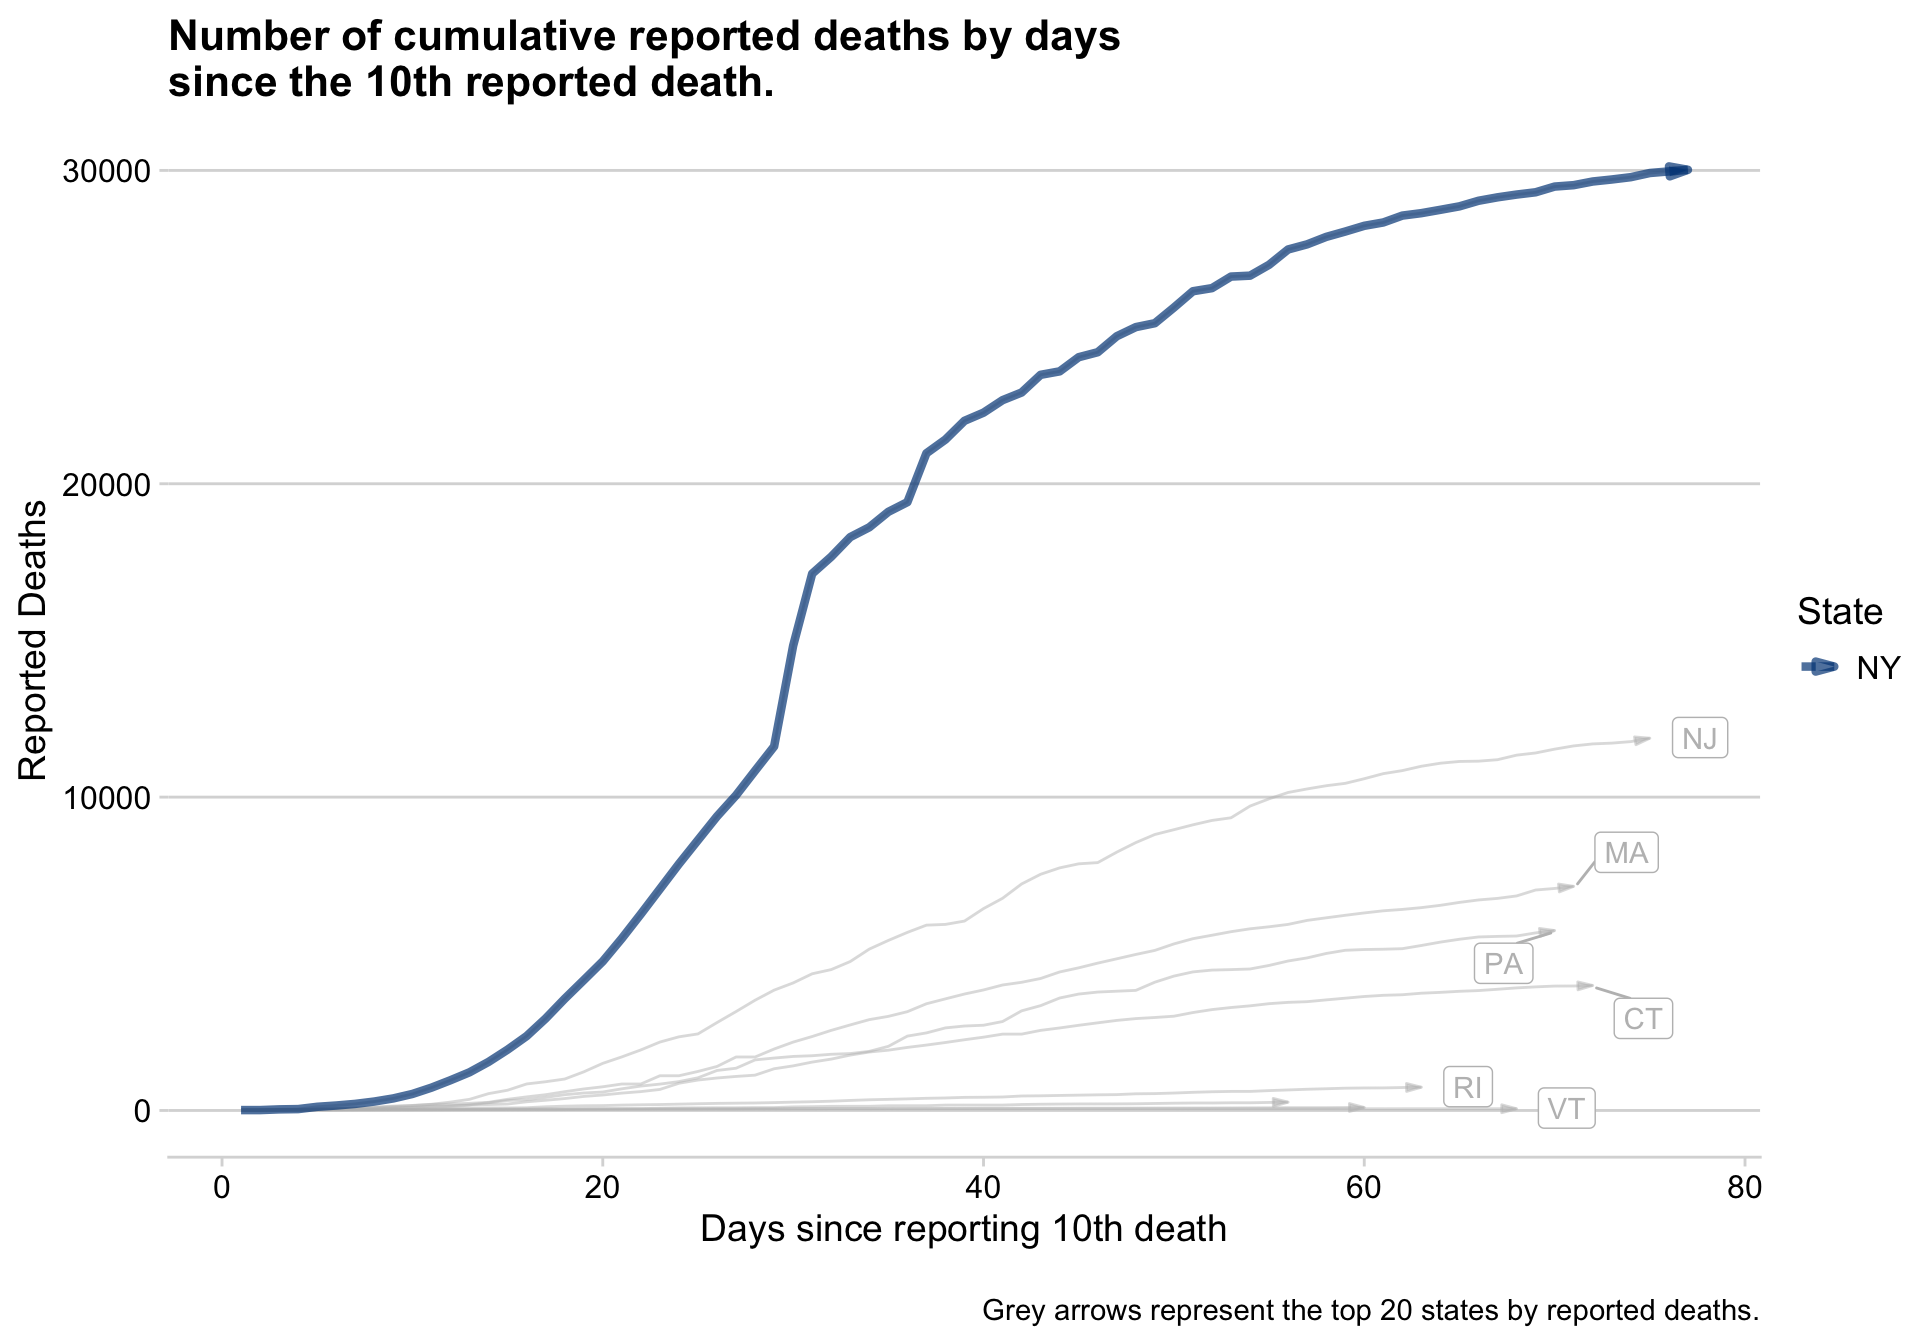 Number of cumulative reported deaths by days
since the 10th reported death.
30000
20000
10000
0
Reported Deaths
NJ
MA
PA
CT
RI
VT
State
NY
0 20 40 60 80
Days since reporting 10th death
Grey arrows represent the top 20 states by reported deaths.